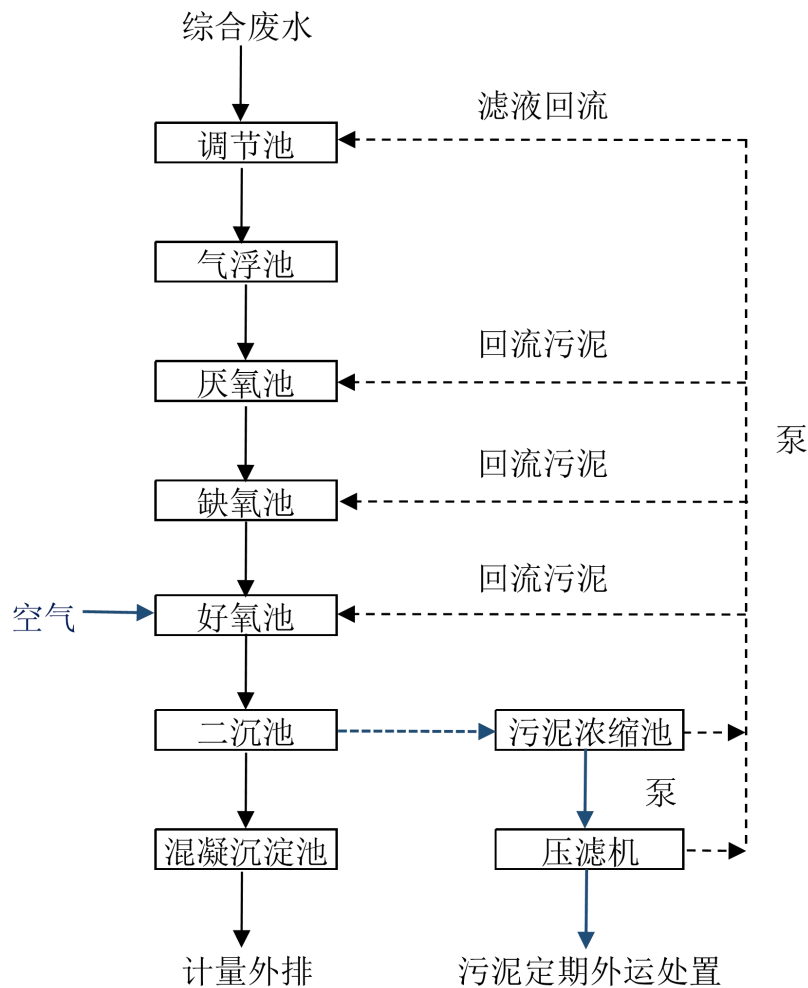 综合废水
滤液回流
调节池
气浮池
回流污泥
厌氧池
泵
回流污泥
缺氧池
回流污泥
空气
好氧池
二沉池
污泥浓缩池
泵
混凝沉淀池
压滤机
计量外排
污泥定期外运处置